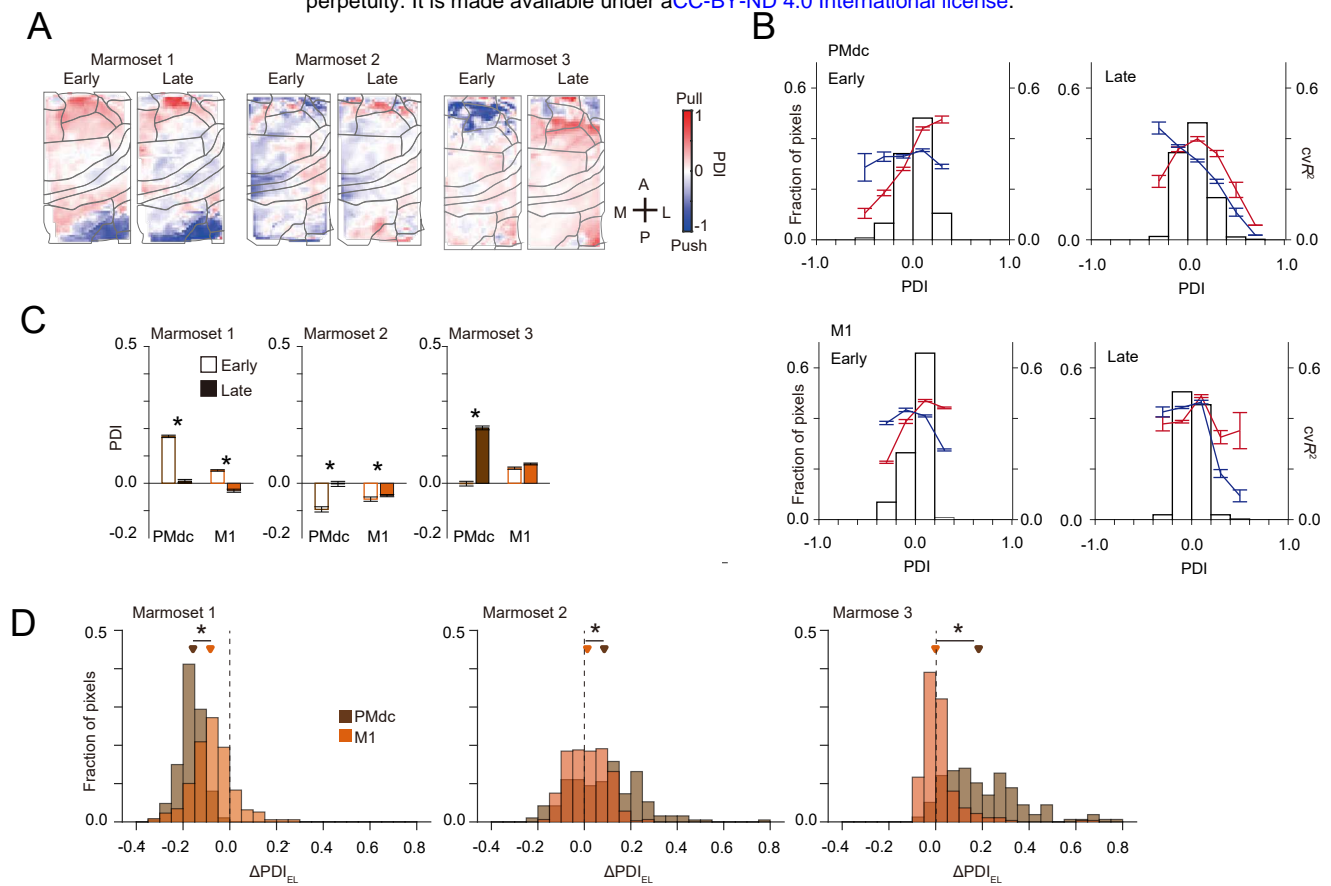 perpetuity. It is made available under aCC-BY-ND 4.0 International license.
A
Marmoset 1
Early Late
Marmoset 2
Early Late
Marmoset 3
Early Late
Pull
1
0
-1
Push
PDI
A
M L
P
B
PMdc
Early
0.6
0.0
Fraction of pixels
0.6
0.0
-1.0 0.0 1.0
PDI
Late
0.6
0.0
0.6
0.0
cvR²
-1.0 0.0 1.0
PDI
M1
Early
0.6
0.0
Fraction of pixels
0.6
0.0
-1.0 0.0 1.0
PDI
Late
0.6
0.0
0.6
0.0
cvR²
-1.0 0.0 1.0
PDI
C
Marmoset 1
0.5
0.0
-0.2
PDI
Early
Late
* *
PMdc M1
Marmoset 2
0.5
0.0
-0.2
* *
PMdc M1
Marmoset 3
0.5
0.0
-0.2
*
PMdc M1
D
Marmoset 1
0.5
0.0
Fraction of pixels
*
PMdc
M1
-0.4 -0.2 0.0 0.2 0.4 0.6 0.8
ΔPDI_EL
Marmoset 2
0.5
0.0
*
-0.4 -0.2 0.0 0.2 0.4 0.6 0.8
ΔPDI_EL
Marmose 3
0.5
0.0
*
-0.4 -0.2 0.0 0.2 0.4 0.6 0.8
ΔPDI_EL